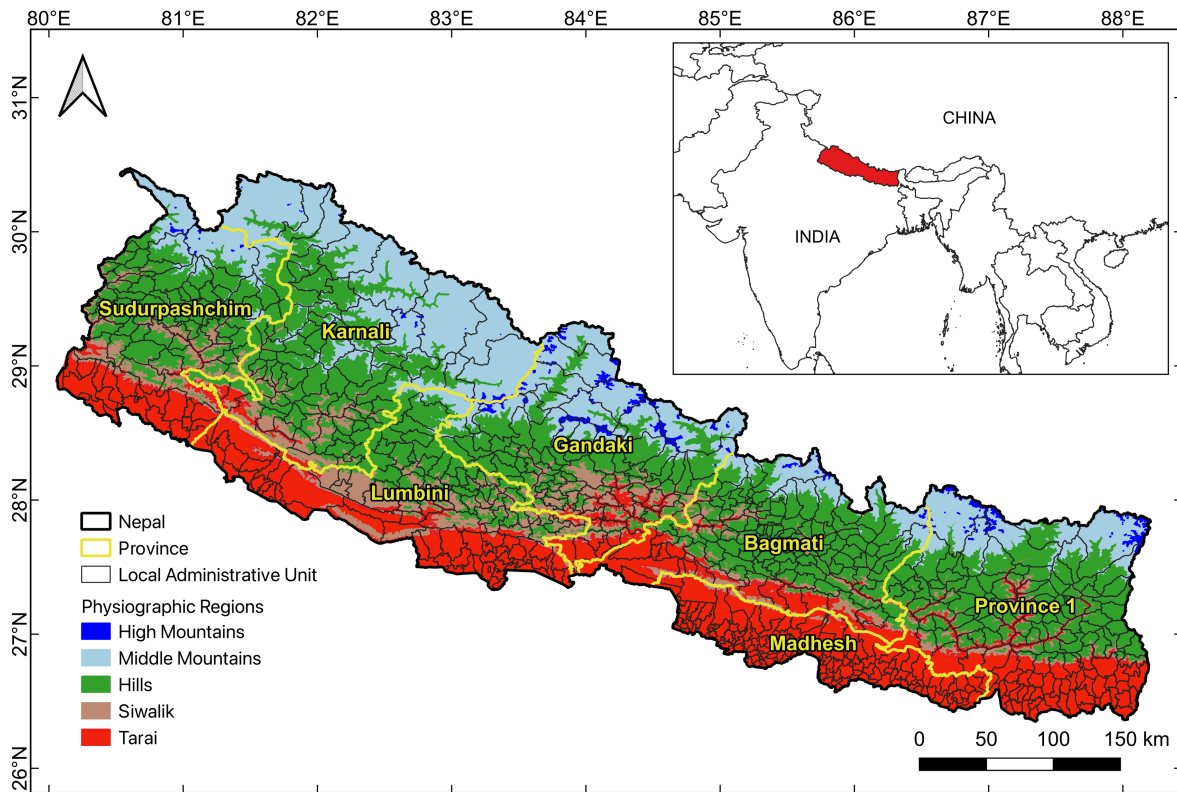 80°E 81°E 82°E 83°E 84°E 85°E 86°E 87°E 88°E
31°N
30°N
29°N
28°N
27°N
26°N
CHINA
INDIA
Sudurpashchim
Karnali
Gandaki
Lumbini
Bagmati
Province 1
Madhesh
Nepal
Province
Local Administrative Unit
Physiographic Regions
High Mountains
Middle Mountains
Hills
Siwalik
Tarai
0 50 100 150 km